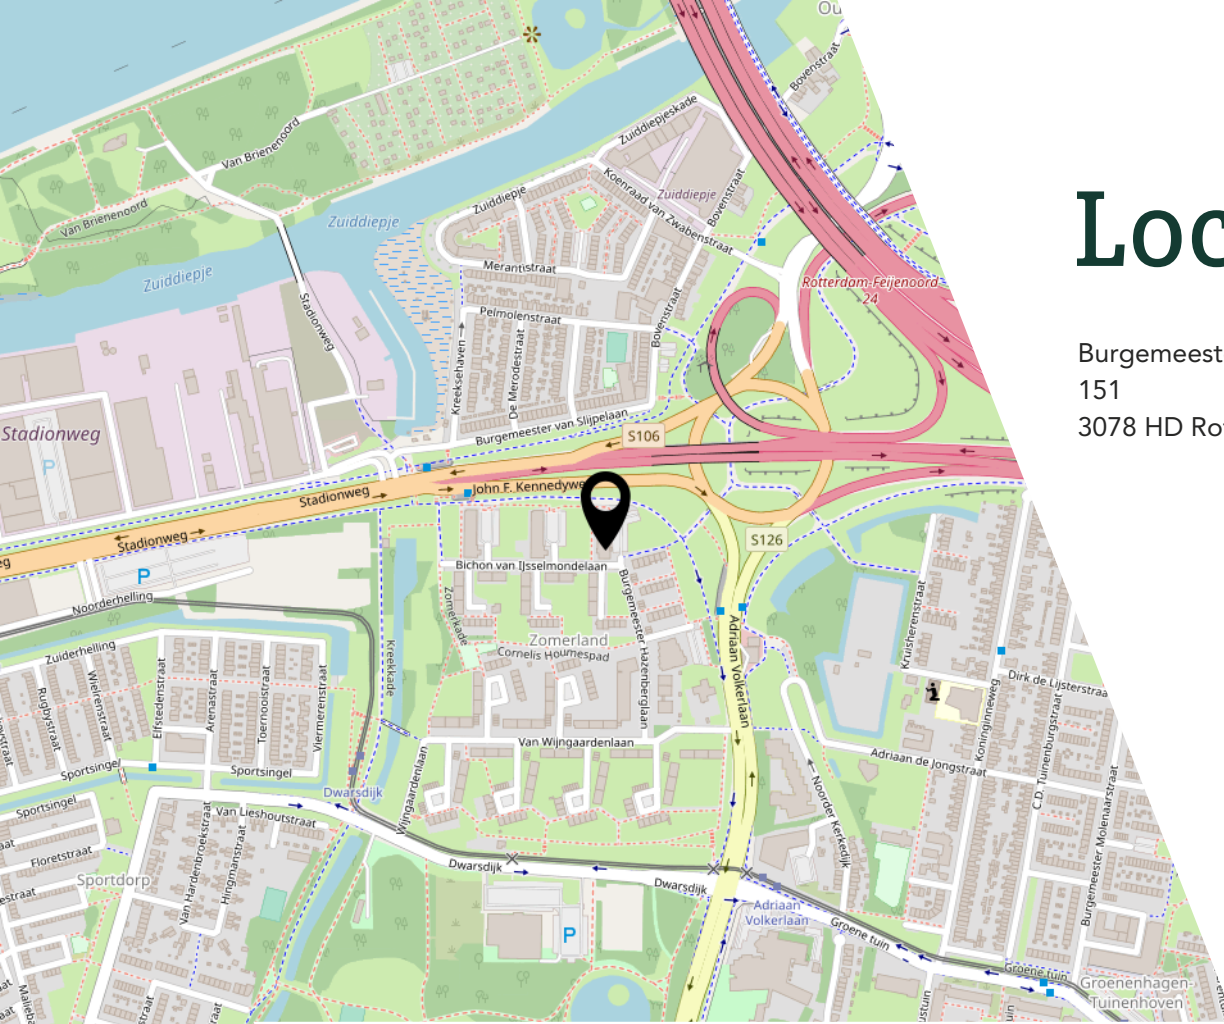 Ou
Bovenstraat
Zuiddiepjeskade
Van Brienenoord
Van Brienenoord
Zuiddiepje
Zuiddiepje
Zuiddiepje
Zuiddiepje
Koenraad van Zwabenstraat
Bovenstraat
Loc
Merantistraat
Rotterdam-Feijenoord
24
Stadionweg
Pelmolenstraat
Bovenstraat
Burgemeest
151
3078 HD Rot
Kreeksehaven
De Merodestraat
Burgemeester van Slijpelaan
Stadionweg
P
S106
Stadionweg
John F. Kennedyweg
Stadionweg
eg
S126
P
Bichon van IJsselmondelaan
Noorderhelling
Zomerkade
Burgemeester Hazenberglaan
Kruisherenstraat
Zuiderhelling
Kreekkade
Zomerland
Cornelis Houmespad
Adriaan Volkerlaan
Dirk de Lijsterstraa
Rugbystraat
Wielrenstraat
Elfstedenstraat
Arenastraat
Toernooistraat
Viermerenstraat
Koninginneweg
C.D. Tuinenburgstraat
Van Wijngaardenlaan
Adriaan de Jongstraat
Sportsingel
Sportsingel
Dwarsdijk
Wijngaardenlaan
Noorder Kerkedijk
Burgemeester Molenaarstraat
Sportsingel
Van Lieshoutstraat
Floretstraat
Dwarsdijk
Dwarsdijk
Sportdorp
Van Hardenbroekstraat
Hingmanstraat
Adriaan
Volkerlaan
P
Groene tuin
Groene tuin
Groenenhagen-
Tuinenhoven